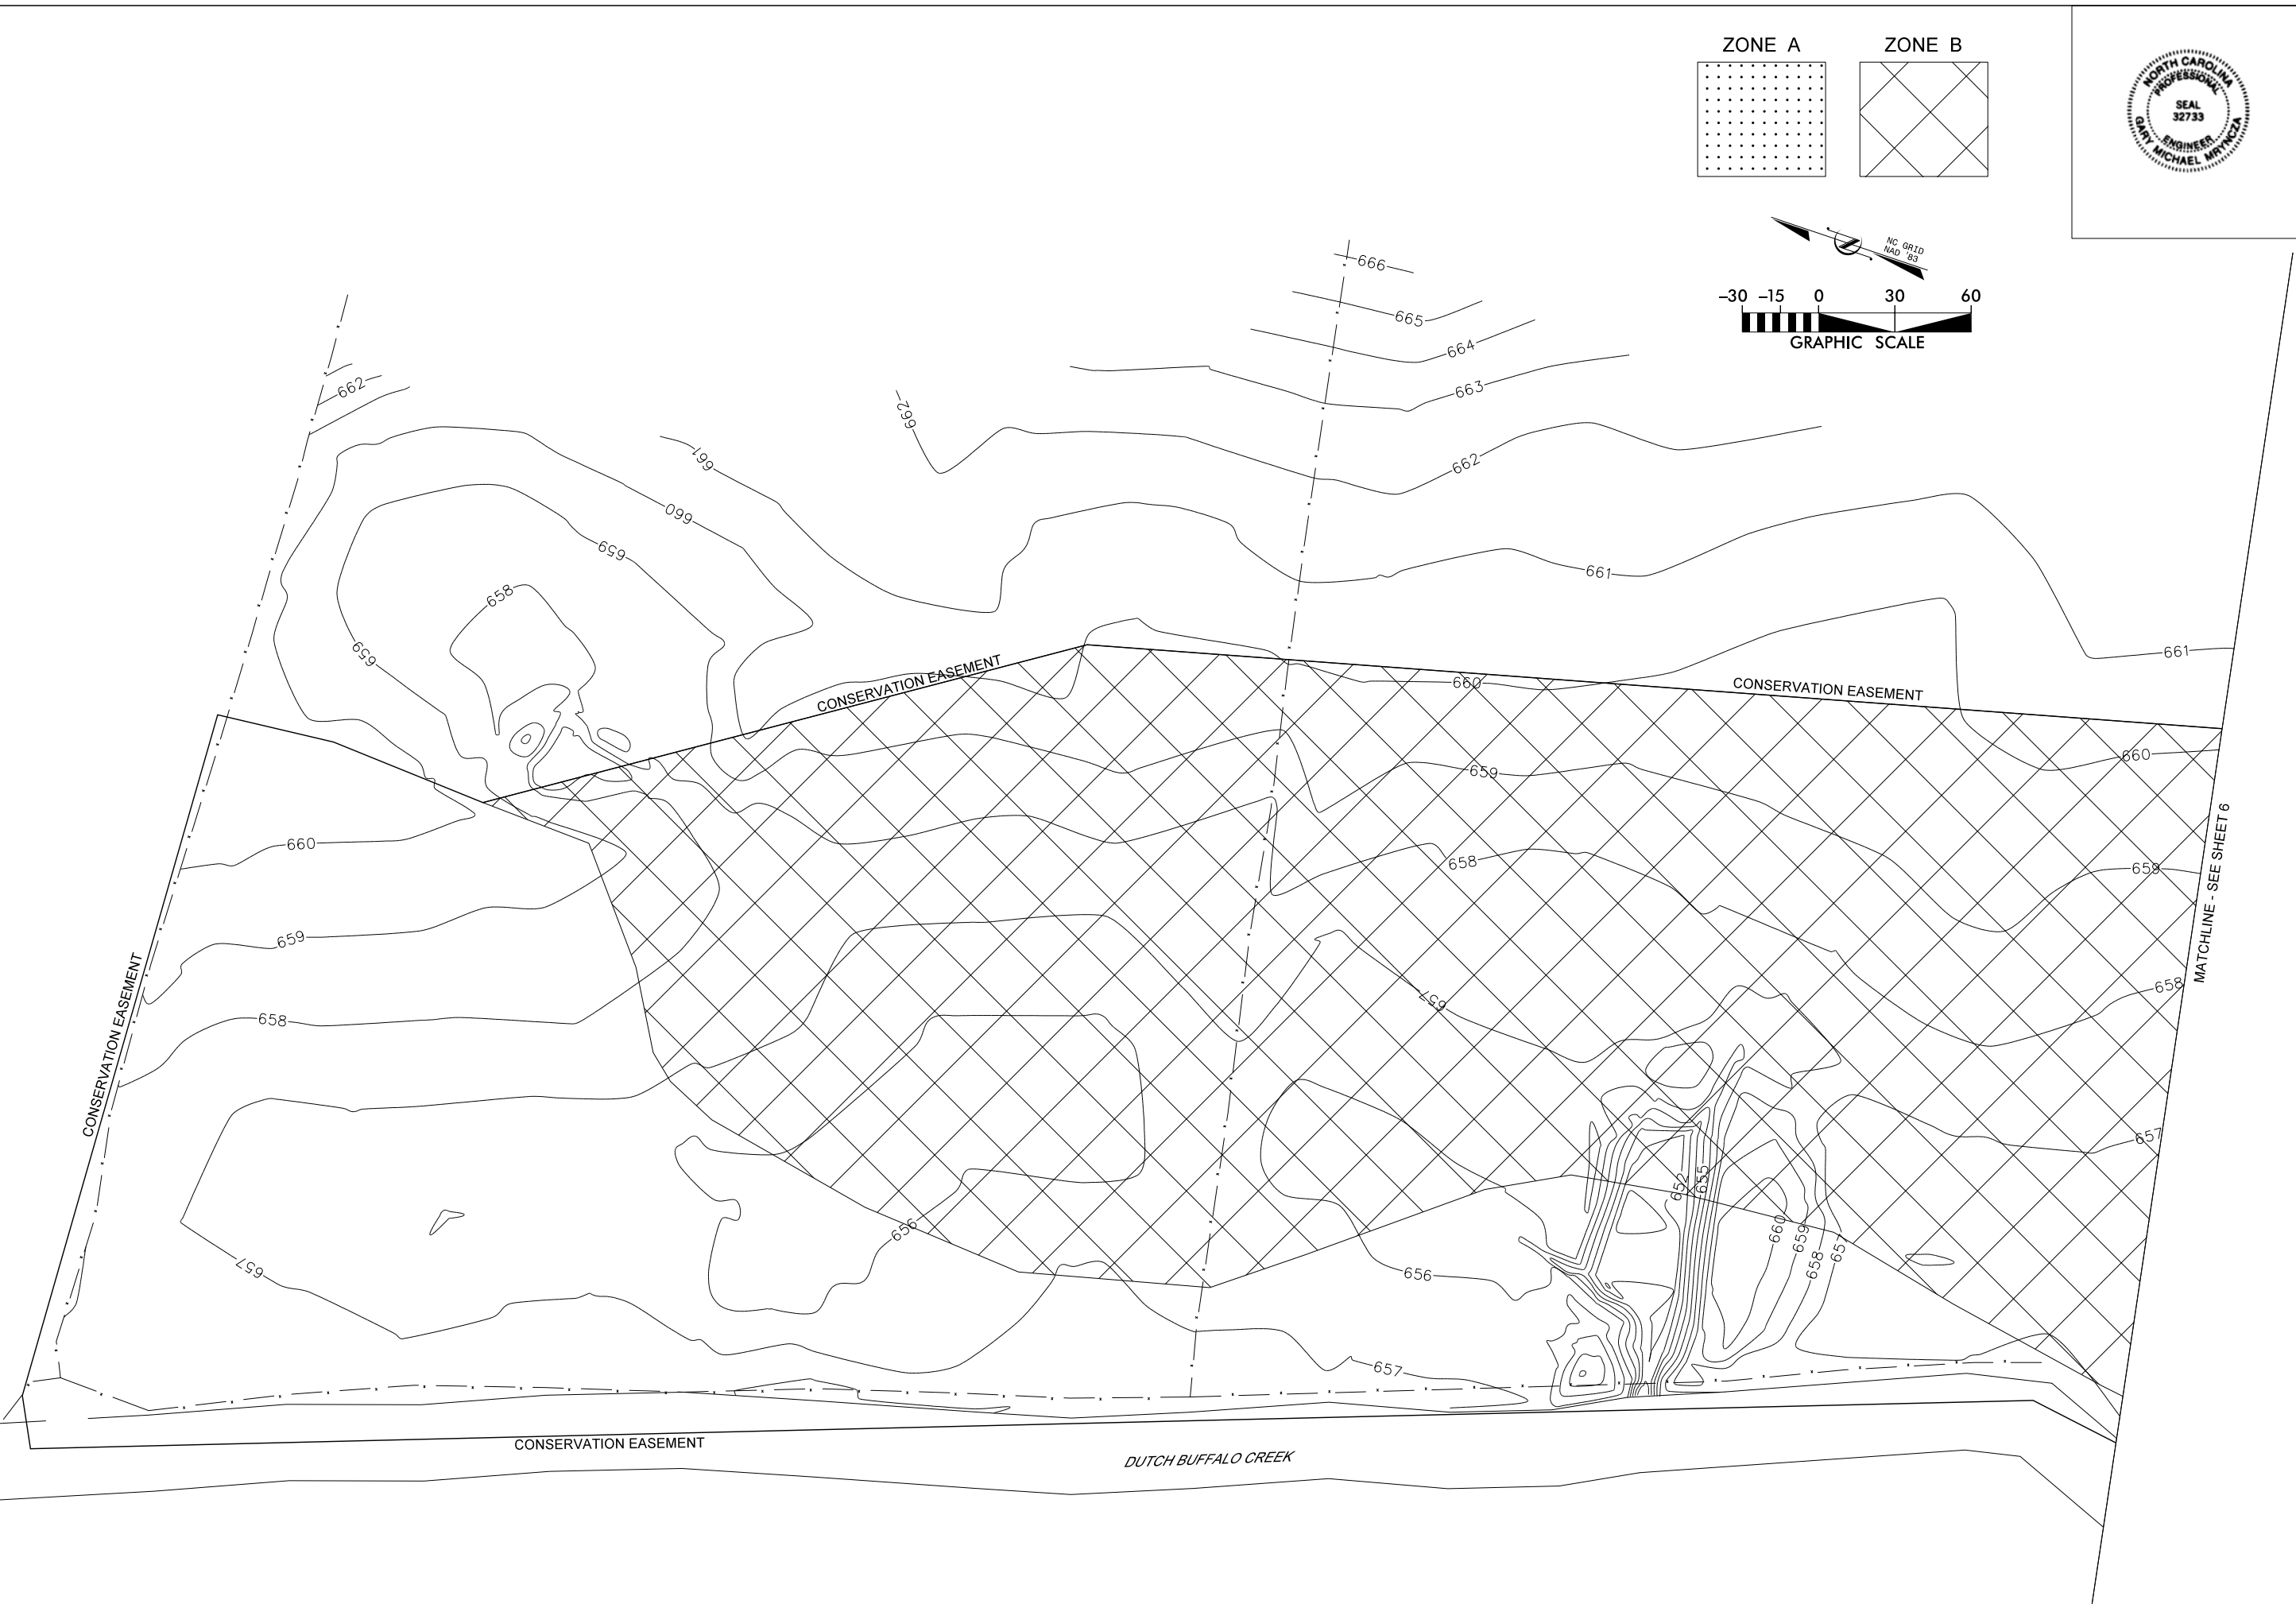 ZONE A
ZONE B
NORTH CAROLINA
PROFESSIONAL
SEAL
32733
ENGINEER
GARY MICHAEL MRYNCZA
NC GRID
NAD '83
-30 -15 0 30 60
GRAPHIC SCALE
666
665
664
663
662
662
662
661
660
659
658
659
661
661
CONSERVATION EASEMENT
660
CONSERVATION EASEMENT
660
659
659
658
658
657
657
660
659
658
657
CONSERVATION EASEMENT
MATCHLINE - SEE SHEET 6
652
655
660
659
658
657
656
656
657
CONSERVATION EASEMENT
DUTCH BUFFALO CREEK